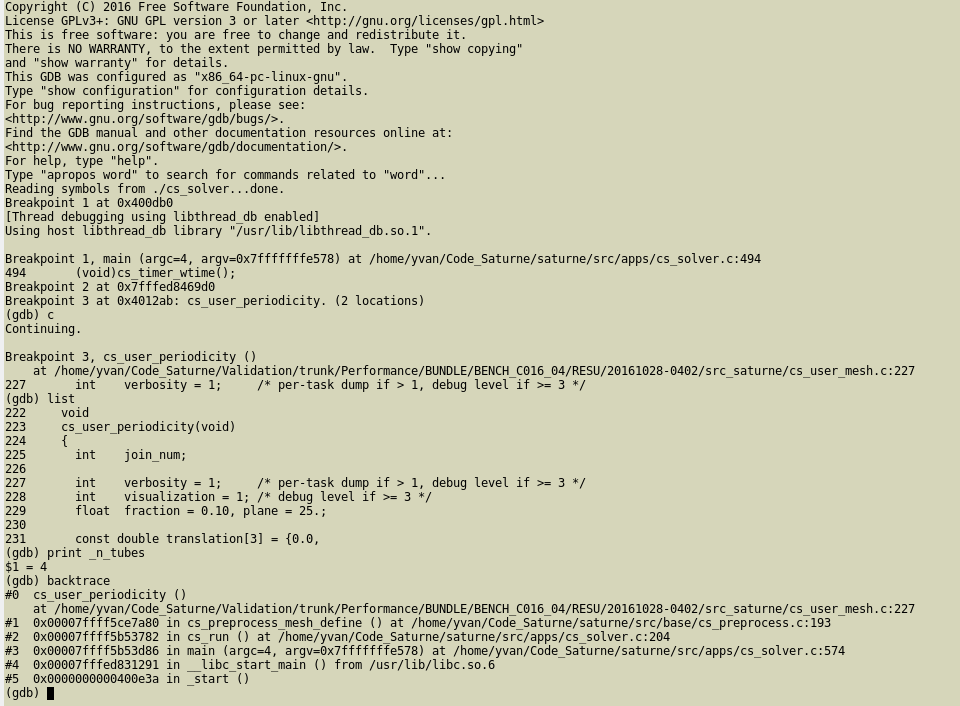 Copyright (C) 2016 Free Software Foundation, Inc.
License GPLv3+: GNU GPL version 3 or later <http://gnu.org/licenses/gpl.html>
This is free software: you are free to change and redistribute it.
There is NO WARRANTY, to the extent permitted by law.  Type "show copying"
and "show warranty" for details.
This GDB was configured as "x86_64-pc-linux-gnu".
Type "show configuration" for configuration details.
For bug reporting instructions, please see:
<http://www.gnu.org/software/gdb/bugs/>.
Find the GDB manual and other documentation resources online at:
<http://www.gnu.org/software/gdb/documentation/>.
For help, type "help".
Type "apropos word" to search for commands related to "word"...
Reading symbols from ./cs_solver...done.
Breakpoint 1 at 0x400db0
[Thread debugging using libthread_db enabled]
Using host libthread_db library "/usr/lib/libthread_db.so.1".

Breakpoint 1, main (argc=4, argv=0x7fffffffe578) at /home/yvan/Code_Saturne/saturne/src/apps/cs_solver.c:494
494       (void)cs_timer_wtime();
Breakpoint 2 at 0x7fffed8469d0
Breakpoint 3 at 0x4012ab: cs_user_periodicity. (2 locations)
(gdb) c
Continuing.

Breakpoint 3, cs_user_periodicity ()
    at /home/yvan/Code_Saturne/Validation/trunk/Performance/BUNDLE/BENCH_C016_04/RESU/20161028-0402/src_saturne/cs_user_mesh.c:227
227       int    verbosity = 1;     /* per-task dump if > 1, debug level if >= 3 */
(gdb) list
222     void
223     cs_user_periodicity(void)
224     {
225       int    join_num;
226
227       int    verbosity = 1;     /* per-task dump if > 1, debug level if >= 3 */
228       int    visualization = 1; /* debug level if >= 3 */
229       float  fraction = 0.10, plane = 25.;
230
231       const double translation[3] = {0.0,
(gdb) print _n_tubes
$1 = 4
(gdb) backtrace
#0  cs_user_periodicity ()
    at /home/yvan/Code_Saturne/Validation/trunk/Performance/BUNDLE/BENCH_C016_04/RESU/20161028-0402/src_saturne/cs_user_mesh.c:227
#1  0x00007ffff5ce7a80 in cs_preprocess_mesh_define () at /home/yvan/Code_Saturne/saturne/src/base/cs_preprocess.c:193
#2  0x00007ffff5b53782 in cs_run () at /home/yvan/Code_Saturne/saturne/src/apps/cs_solver.c:204
#3  0x00007ffff5b53d86 in main (argc=4, argv=0x7fffffffe578) at /home/yvan/Code_Saturne/saturne/src/apps/cs_solver.c:574
#4  0x00007fffed831291 in __libc_start_main () from /usr/lib/libc.so.6
#5  0x0000000000400e3a in _start ()
(gdb)